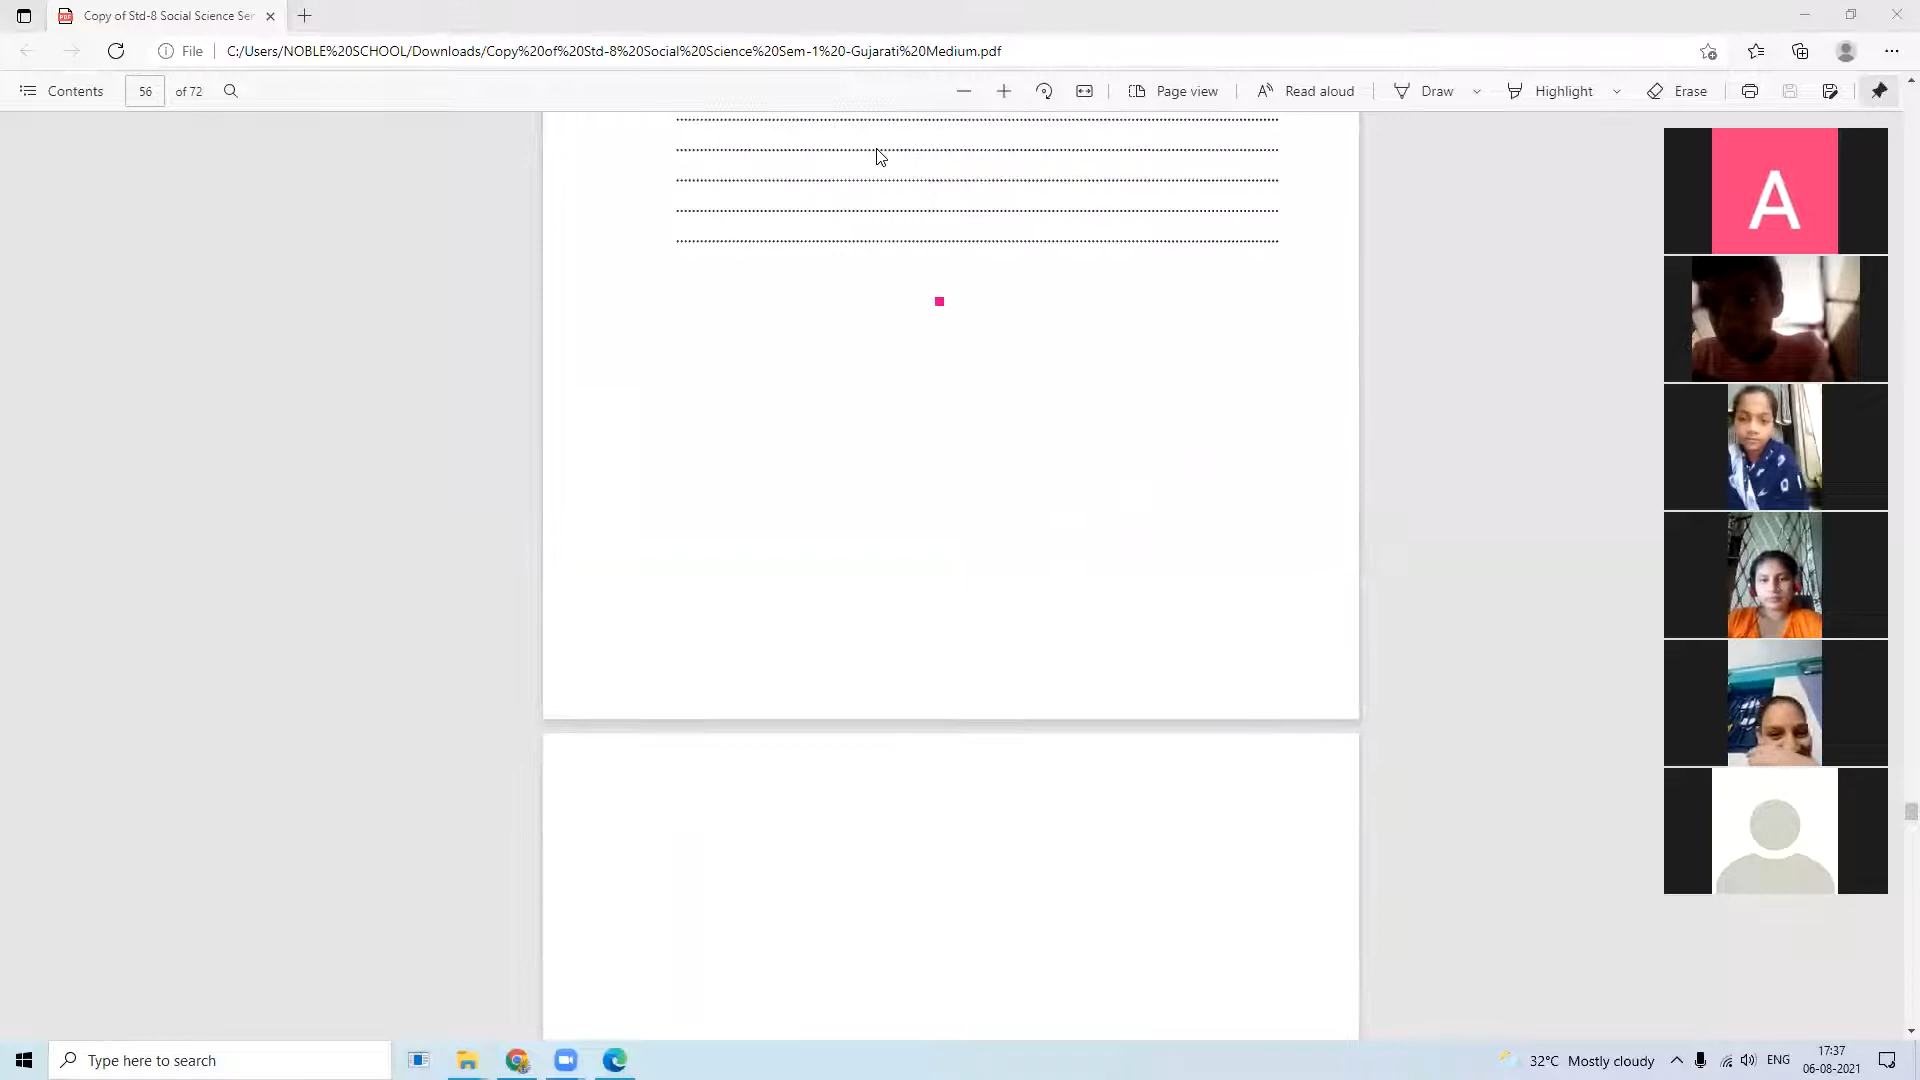 Copy of Std-8 Social Science Ser
File
C:/Users/NOBLE%20SCHOOL/Downloads/Copy%20of%20Std-8%20Social%20Science%20Sem-1%20-Gujarati%20Medium.pdf
Contents
56 of 72
Page view
Read aloud
Draw
Highlight
Erase
A
Type here to search
32°C Mostly cloudy
ENG
17:37
06-08-2021